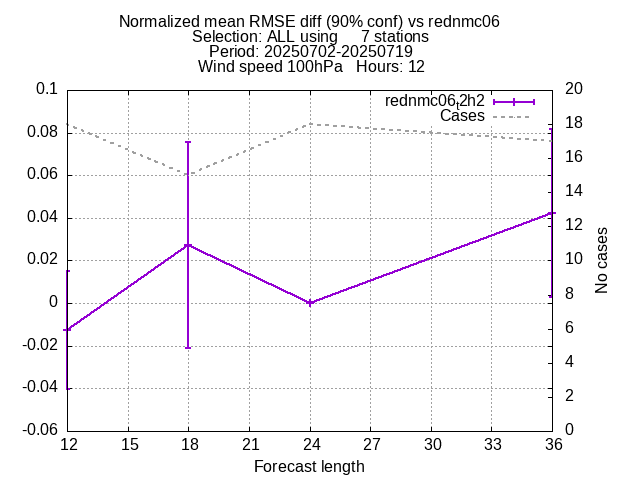 Normalized mean RMSE diff (90% conf) vs rednmc06
Selection: ALL using     7 stations
Period: 20250702-20250719
Wind speed 100hPa   Hours: 12
rednmc06t2h2
Cases
0.1
0.08
0.06
0.04
0.02
0
-0.02
-0.04
-0.06
20
18
16
14
12
10
8
6
4
2
0
No cases
12 15 18 21 24 27 30 33 36
Forecast length